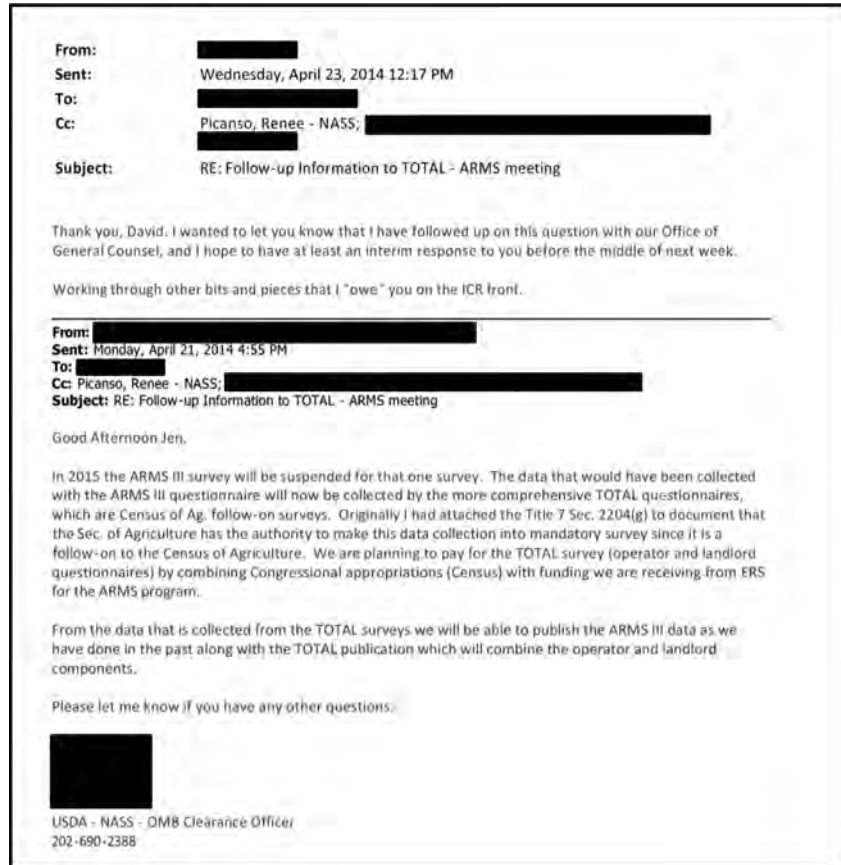 From:
Sent: Wednesday, April 23, 2014 12:17 PM
To:
Cc: Picanso, Renee - NASS;
Subject: RE: Follow-up Information to TOTAL - ARMS meeting
Thank you, David. I wanted to let you know that I have followed up on this question with our Office of
General Counsel, and I hope to have at least an interim response to you before the middle of next week.
Working through other bits and pieces that I "owe" you on the ICR front.
From:
Sent: Monday, April 21, 2014 4:55 PM
To:
Cc: Picanso, Renee - NASS;
Subject: RE: Follow-up Information to TOTAL - ARMS meeting
Good Afternoon Jen,
In 2015 the ARMS III survey will be suspended for that one survey. The data that would have been collected
with the ARMS III questionnaire will now be collected by the more comprehensive TOTAL questionnaires,
which are Census of Ag. follow-on surveys. Originally I had attached the Title 7 Sec. 2204(g) to document that
the Sec. of Agriculture has the authority to make this data collection into mandatory survey since it is a
follow-on to the Census of Agriculture. We are planning to pay for the TOTAL survey (operator and landlord
questionnaires) by combining Congressional appropriations (Census) with funding we are receiving from ERS
for the ARMS program.
From the data that is collected from the TOTAL surveys we will be able to publish the ARMS III data as we
have done in the past along with the TOTAL publication which will combine the operator and landlord
components.
Please let me know if you have any other questions.
USDA - NASS - OMB Clearance Officer
202-690-2388